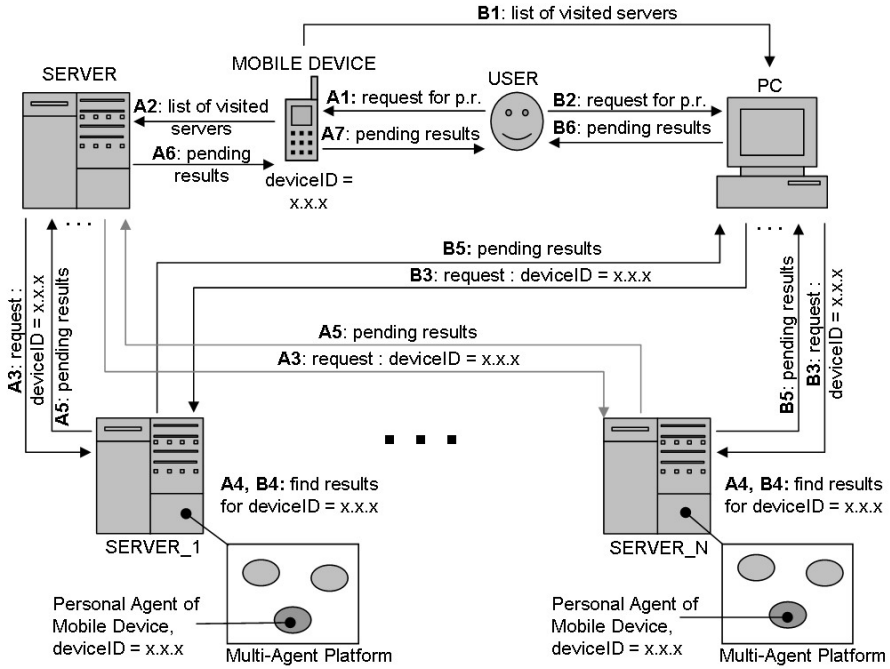 B1: list of visited servers
SERVER
MOBILE DEVICE
USER
PC
A2: list of visited
servers
A1: request for p.r.
B2: request for p.r.
A7: pending results
B6: pending results
A6: pending
results
deviceID =
x.x.x
. . .
. . .
B5: pending results
B3: request : deviceID = x.x.x
A3: request :
deviceID = x.x.x
A5: pending results
A5: pending results
A3: request : deviceID = x.x.x
B5: pending results
B3: request :
deviceID = x.x.x
A4, B4: find results
for deviceID = x.x.x
A4, B4: find results
for deviceID = x.x.x
SERVER_1
SERVER_N
Personal Agent of
Mobile Device,
deviceID = x.x.x
Multi-Agent Platform
Personal Agent of
Mobile Device,
deviceID = x.x.x
Multi-Agent Platform